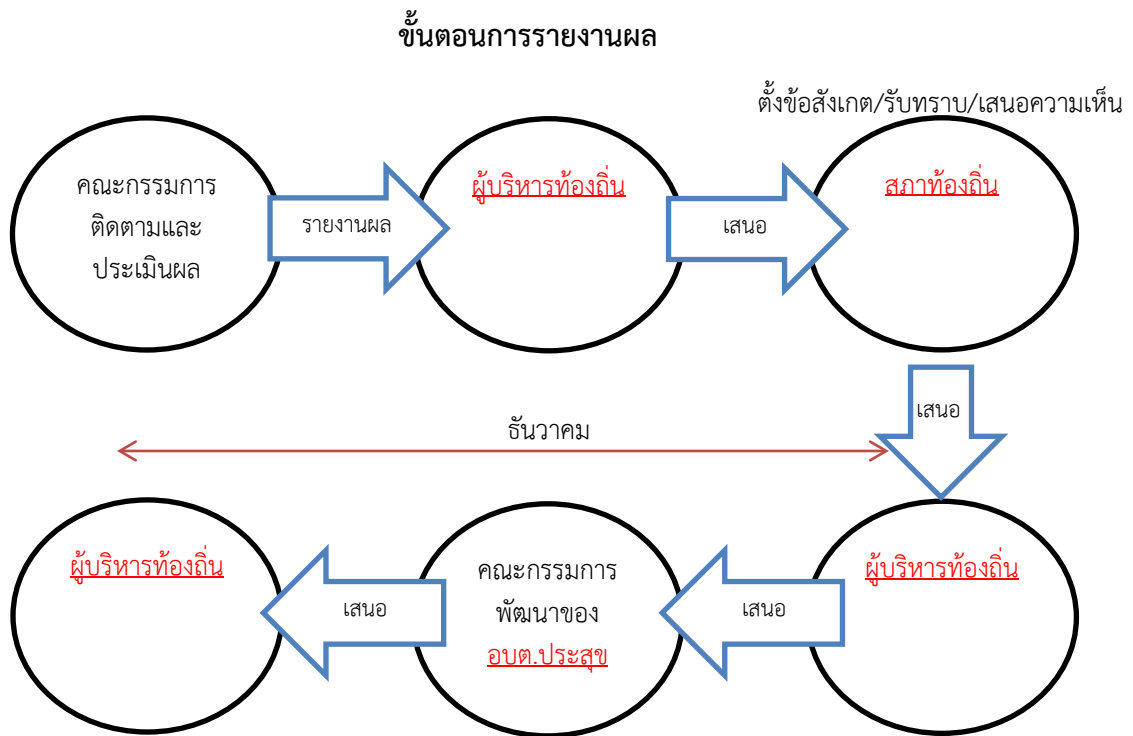 ขั้นตอนการรายงานผล
ตั้งข้อสังเกต/รับทราบ/เสนอความเห็น
คณะกรรมการ
ติดตามและ
ประเมินผล
รายงานผล
ผู้บริหารท้องถิ่น
เสนอ
สภาท้องถิ่น
เสนอ
ธันวาคม
ผู้บริหารท้องถิ่น
เสนอ
คณะกรรมการ
พัฒนาของ
อบต.ประสุข
เสนอ
ผู้บริหารท้องถิ่น